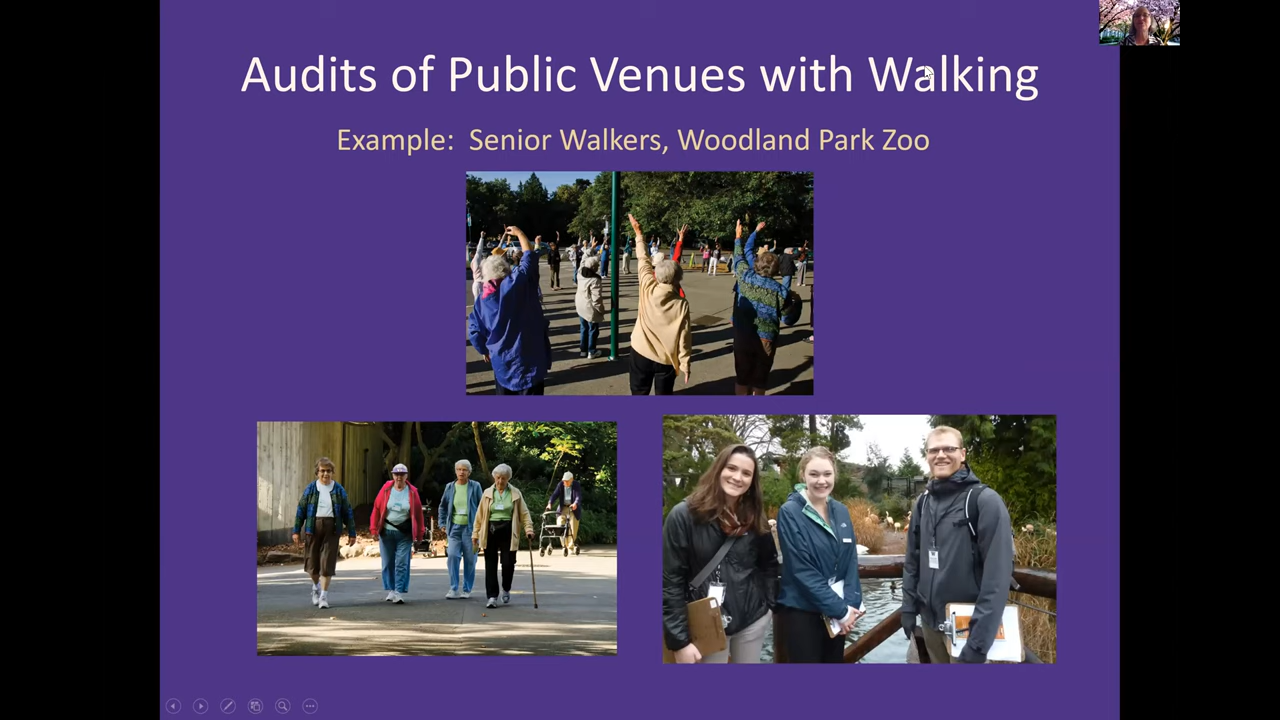 Audits of Public Venues with Walking
Example:  Senior Walkers, Woodland Park Zoo